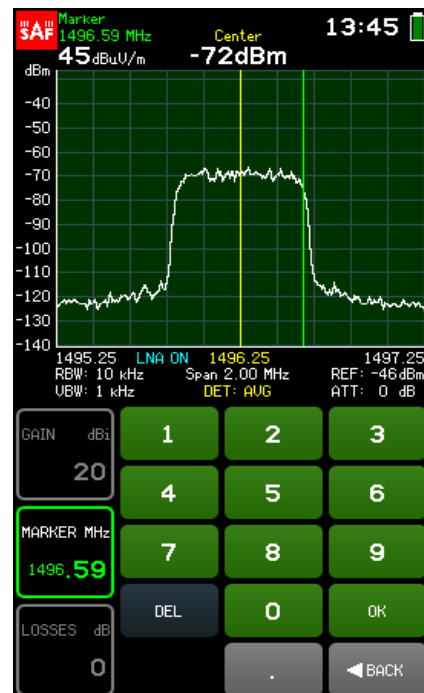 SAF Marker 13:45
1496.59 MHz Center
45dBuV/m -72dBm
dBm
-40
-50
-60
-70
-80
-90
-100
-110
-120
-130
-140
1495.25 LNA ON 1496.25 1497.25
RBW: 10 kHz Span 2.00 MHz REF: -46dBm
VBW: 1 kHz DET: AVG ATT: 0 dB
GAIN dBi
20
1 2 3
4 5 6
MARKER MHz
1496.59
7 8 9
DEL 0 OK
LOSSES dB
0
. BACK